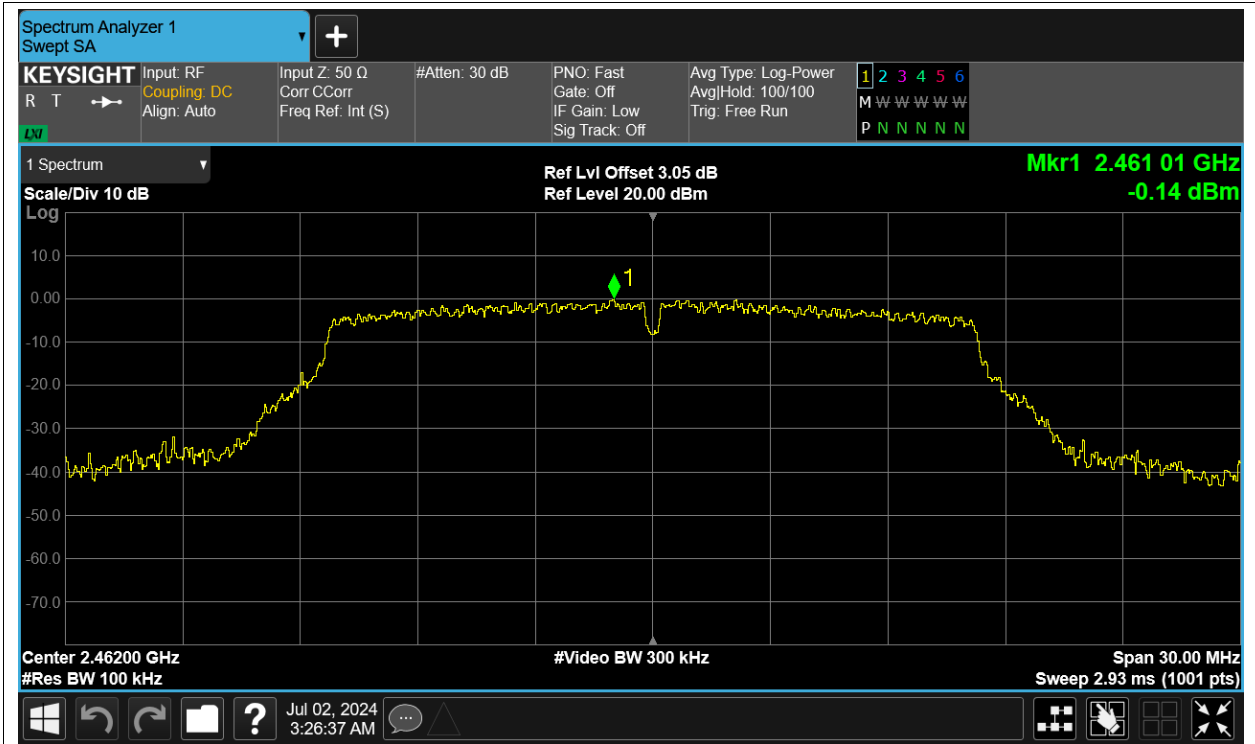 Spectrum Analyzer 1
Swept SA
KEYSIGHT
R T
LXI
Input: RF
Coupling: DC
Align: Auto
Input Z: 50 Ω
Corr CCorr
Freq Ref: Int (S)
#Atten: 30 dB
PNO: Fast
Gate: Off
IF Gain: Low
Sig Track: Off
Avg Type: Log-Power
Avg|Hold: 100/100
Trig: Free Run
1 2 3 4 5 6
M W W W W W
P N N N N N
1 Spectrum
Scale/Div 10 dB
Log
Ref Lvl Offset 3.05 dB
Ref Level 20.00 dBm
Mkr1 2.461 01 GHz
-0.14 dBm
10.0
0.00
-10.0
-20.0
-30.0
-40.0
-50.0
-60.0
-70.0
1
Center 2.46200 GHz
#Res BW 100 kHz
#Video BW 300 kHz
Span 30.00 MHz
Sweep 2.93 ms (1001 pts)
?
Jul 02, 2024
3:26:37 AM